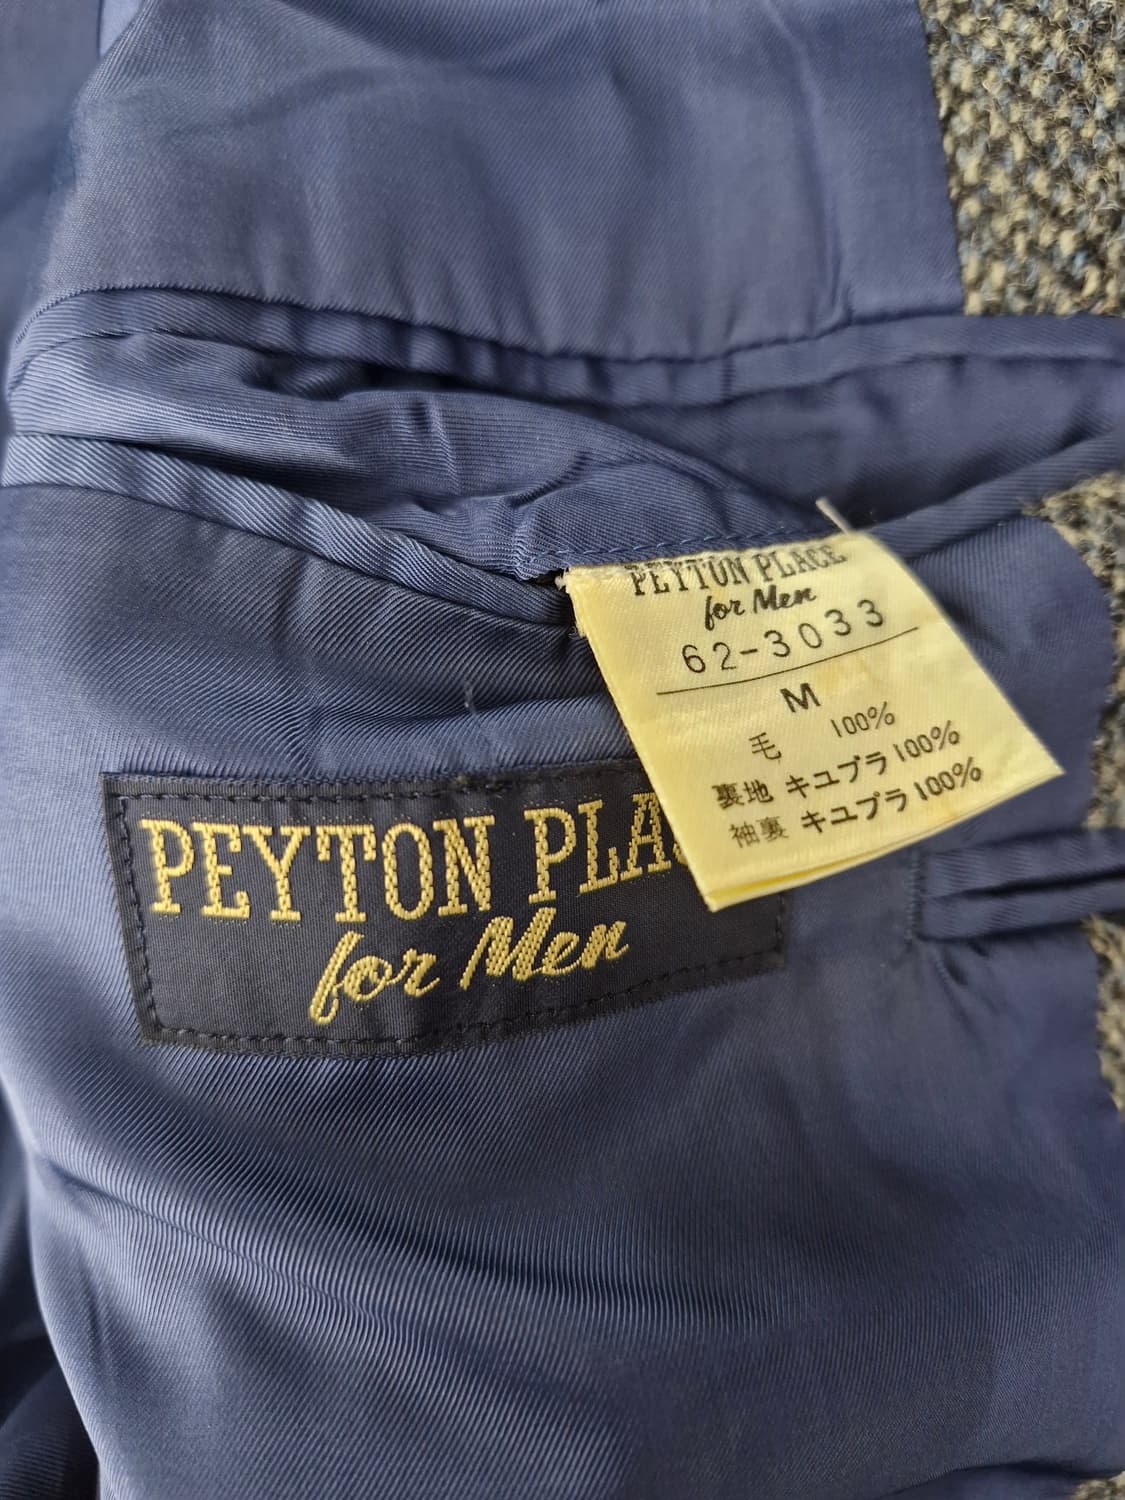 PEYTON PLACE
for Men
62-3033
M
毛 100%
裏地 キユプラ 100%
袖裏 キユプラ 100%
PEYTON PLA
for Men